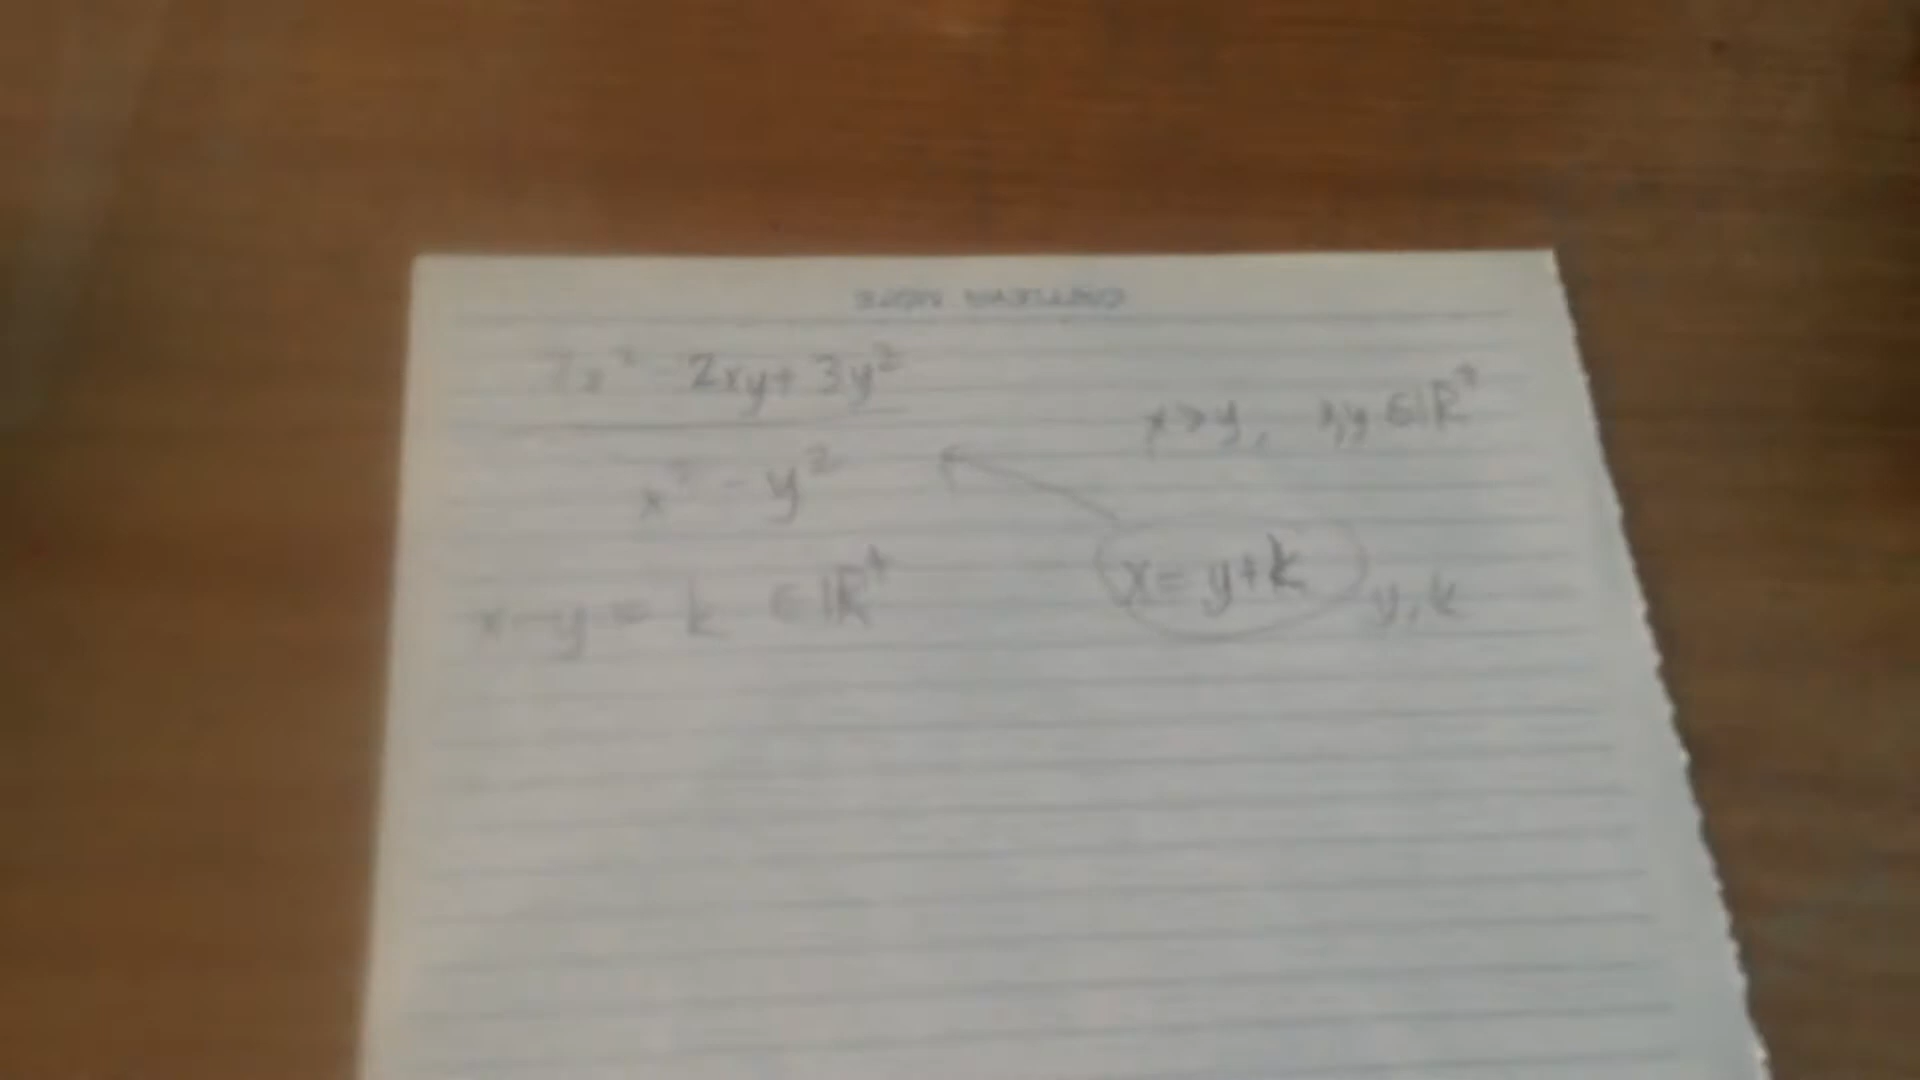 7x² - 2xy + 3y²
x² - y²
x > y, x,y ∈ ℝ⁺
x - y = k ∈ ℝ⁺
x = y + k y, k